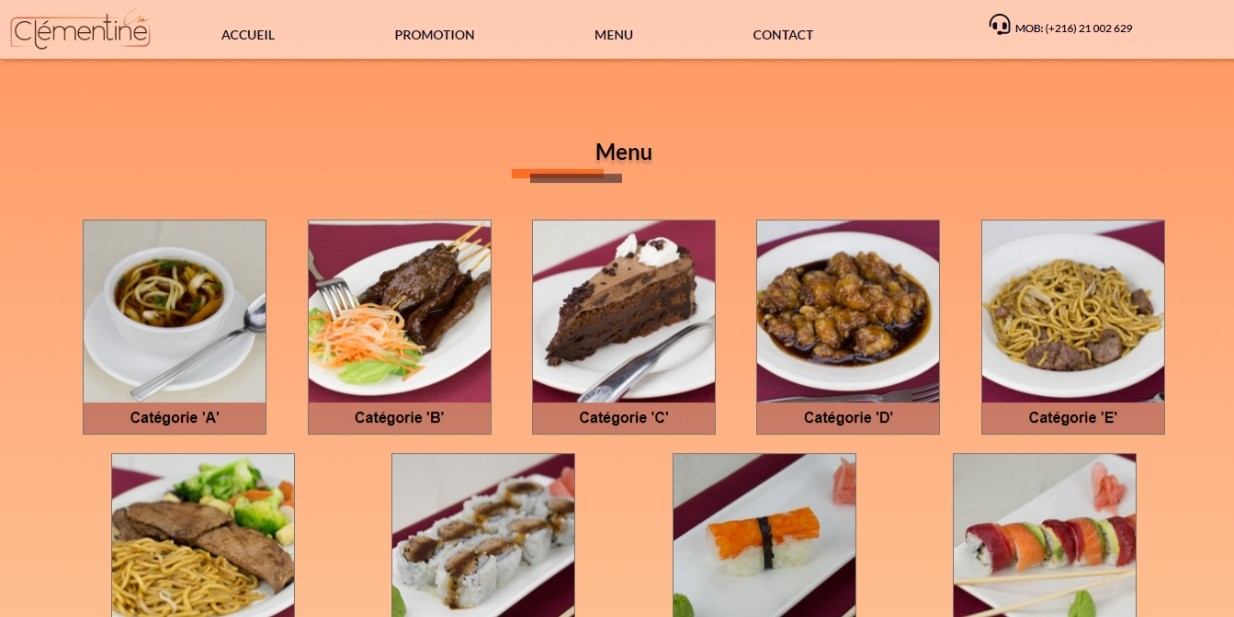 Clémentine
ACCUEIL PROMOTION MENU CONTACT MOB: (+216) 21 002 629
Menu
Catégorie 'A' Catégorie 'B' Catégorie 'C' Catégorie 'D' Catégorie 'E'